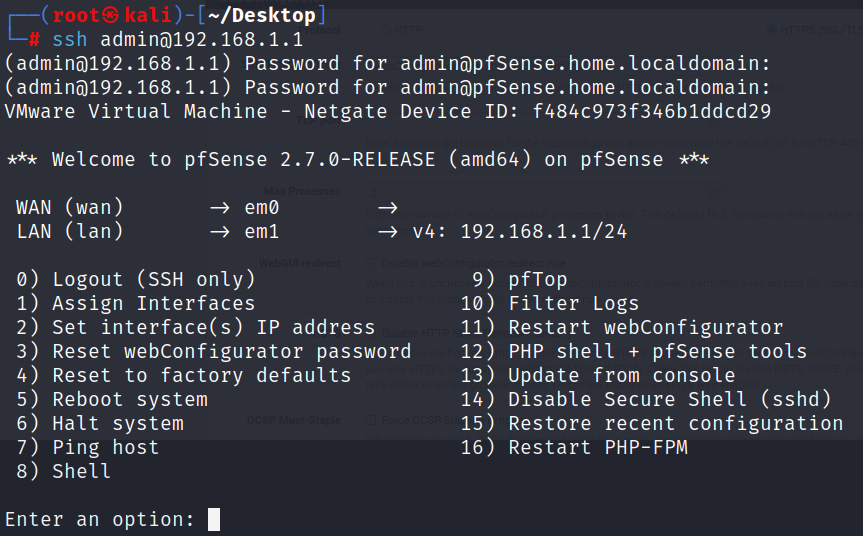 ┌──(root㉿kali)-[~/Desktop]
└─# ssh admin@192.168.1.1
(admin@192.168.1.1) Password for admin@pfSense.home.localdomain:
(admin@192.168.1.1) Password for admin@pfSense.home.localdomain:
VMware Virtual Machine - Netgate Device ID: f484c973f346b1ddcd29
*** Welcome to pfSense 2.7.0-RELEASE (amd64) on pfSense ***
WAN (wan) -> em0 ->
LAN (lan) -> em1 -> v4: 192.168.1.1/24
0) Logout (SSH only) 9) pfTop
1) Assign Interfaces 10) Filter Logs
2) Set interface(s) IP address 11) Restart webConfigurator
3) Reset webConfigurator password 12) PHP shell + pfSense tools
4) Reset to factory defaults 13) Update from console
5) Reboot system 14) Disable Secure Shell (sshd)
6) Halt system 15) Restore recent configuration
7) Ping host 16) Restart PHP-FPM
8) Shell
Enter an option: